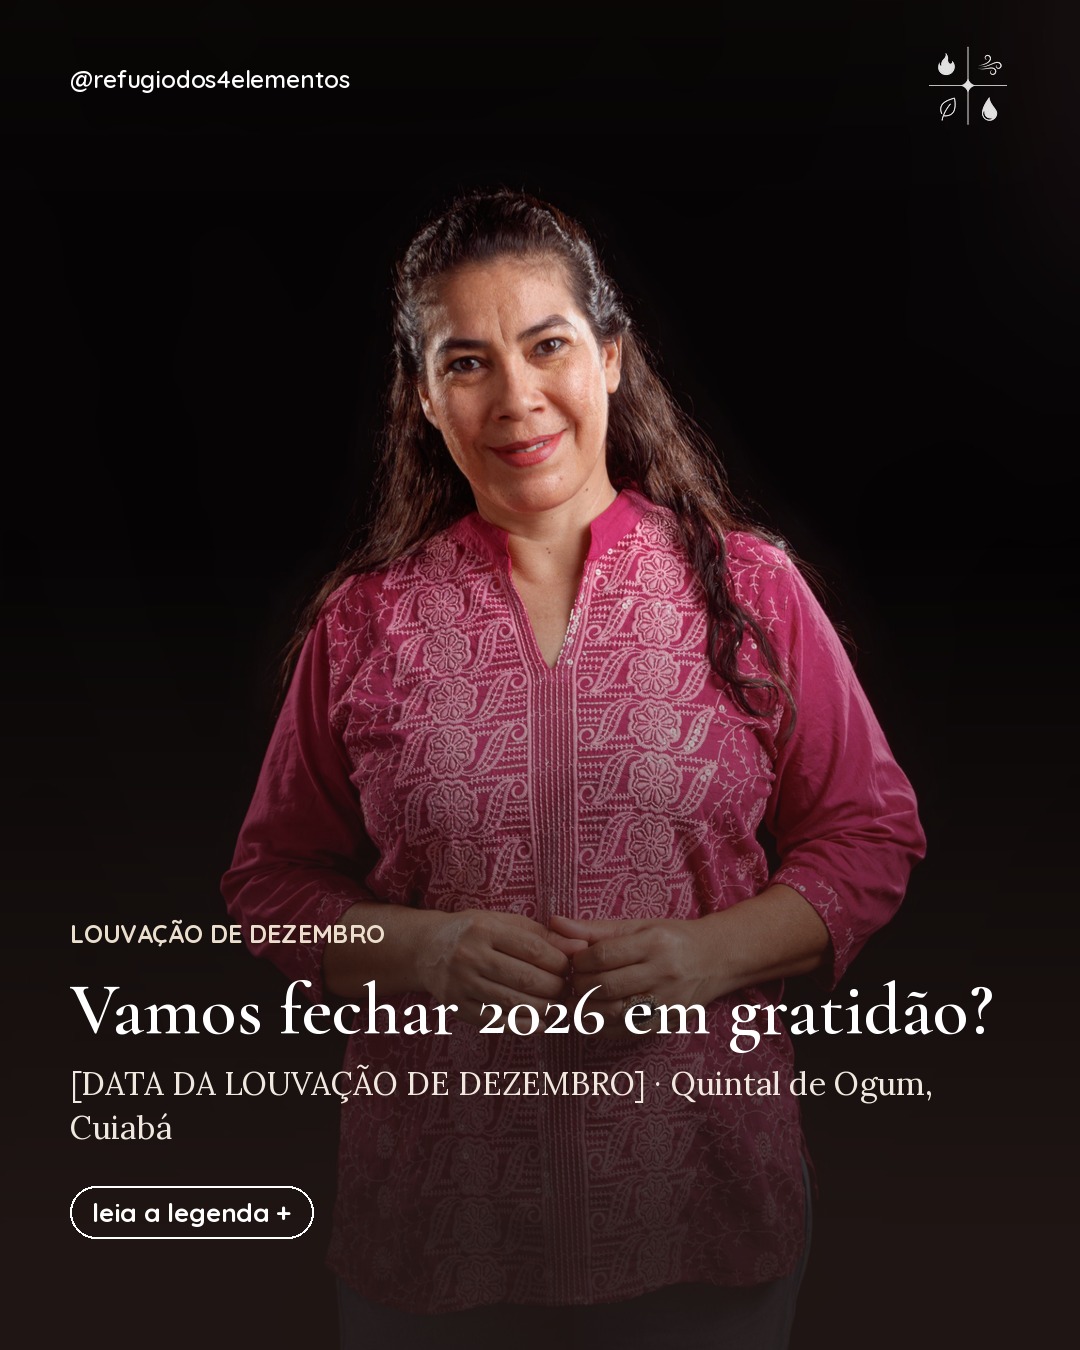 @refugiodos4elementos
LOUVAÇÃO DE DEZEMBRO
Vamos fechar 2026 em gratidão?
[DATA DA LOUVAÇÃO DE DEZEMBRO] · Quintal de Ogum,
Cuiabá
leia a legenda +